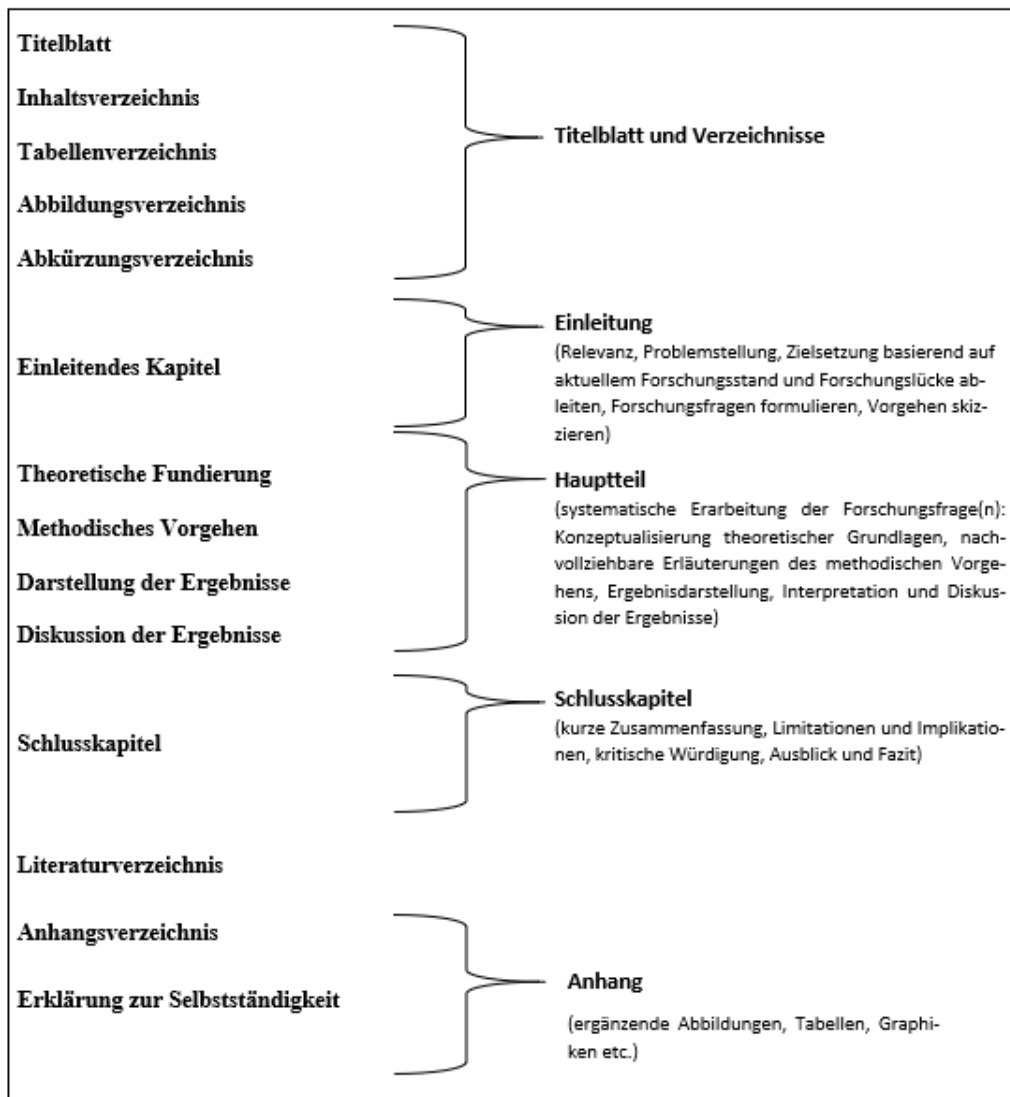 Titelblatt
Inhaltsverzeichnis
Tabellenverzeichnis
Abbildungsverzeichnis
Abkürzungsverzeichnis
Titelblatt und Verzeichnisse
Einleitendes Kapitel
Einleitung
(Relevanz, Problemstellung, Zielsetzung basierend auf
aktuellem Forschungsstand und Forschungslücke ab-
leiten, Forschungsfragen formulieren, Vorgehen skiz-
zieren)
Theoretische Fundierung
Methodisches Vorgehen
Darstellung der Ergebnisse
Diskussion der Ergebnisse
Hauptteil
(systematische Erarbeitung der Forschungsfrage(n):
Konzeptualisierung theoretischer Grundlagen, nach-
vollziehbare Erläuterungen des methodischen Vorge-
hens, Ergebnisdarstellung, Interpretation und Diskus-
sion der Ergebnisse)
Schlusskapitel
Schlusskapitel
(kurze Zusammenfassung, Limitationen und Implikatio-
nen, kritische Würdigung, Ausblick und Fazit)
Literaturverzeichnis
Anhangsverzeichnis
Erklärung zur Selbstständigkeit
Anhang
(ergänzende Abbildungen, Tabellen, Graphi-
ken etc.)